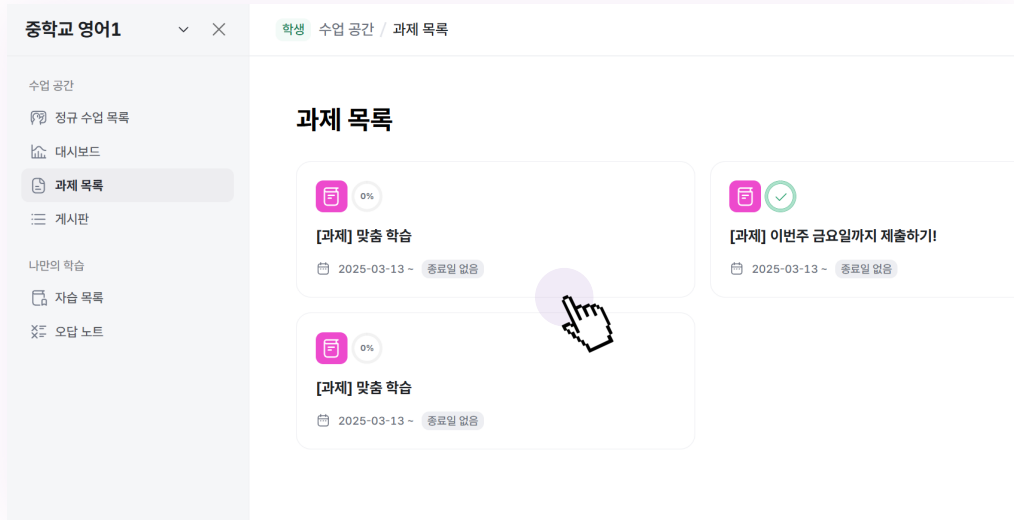 중학교 영어1
학생 수업 공간 / 과제 목록
수업 공간
정규 수업 목록
대시보드
과제 목록
게시판
나만의 학습
자습 목록
오답 노트
과제 목록
0%
[과제] 맞춤 학습
2025-03-13 ~ 종료일 없음
[과제] 이번주 금요일까지 제출하기!
2025-03-13 ~ 종료일 없음
0%
[과제] 맞춤 학습
2025-03-13 ~ 종료일 없음